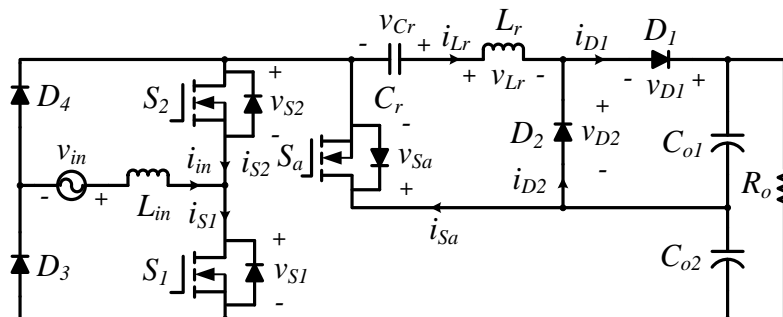 - v_Cr +
i_Lr
L_r
i_D1
D_1
C_r
+ v_Lr -
- v_D1 +
D_4
S_2
+
v_S2
-
i_S2
S_a
-
v_Sa
+
D_2
+
v_D2
-
i_D2
C_o1
R_o
v_in
- +
L_in
i_in
i_S1
i_Sa
D_3
S_1
+
v_S1
-
C_o2